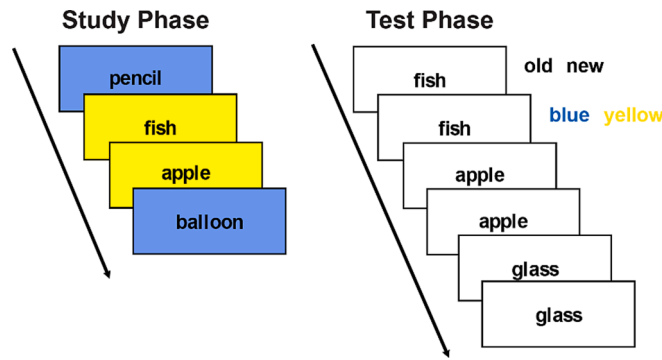 Study Phase
pencil
fish
apple
balloon
Test Phase
fish
old new
fish
blue yellow
apple
apple
glass
glass